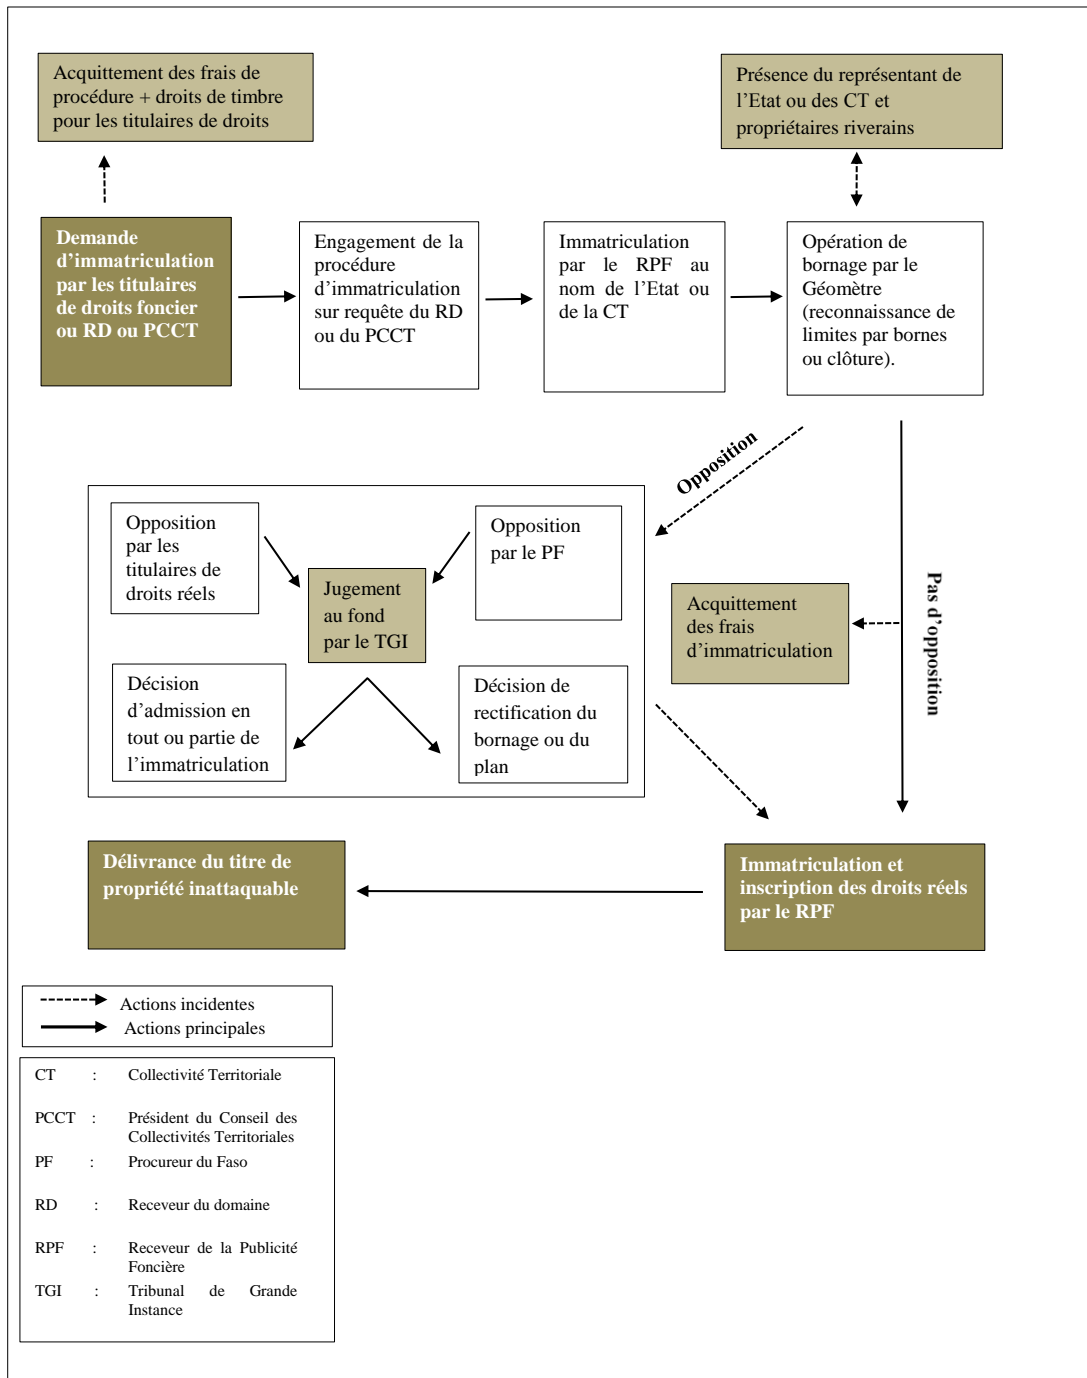 Acquittement des frais de
procédure + droits de timbre
pour les titulaires de droits
Présence du représentant de
l'Etat ou des CT et
propriétaires riverains
Demande
d'immatriculation
par les titulaires
de droits foncier
ou RD ou PCCT
Engagement de la
procédure
d'immatriculation
sur requête du RD
ou du PCCT
Immatriculation
par le RPF au
nom de l'Etat ou
de la CT
Opération de
bornage par le
Géomètre
(reconnaissance de
limites par bornes
ou clôture).
Opposition
Pas d'opposition
Opposition
par les
titulaires de
droits réels
Opposition
par le PF
Jugement
au fond
par le TGI
Acquittement
des frais
d'immatriculation
Décision
d'admission en
tout ou partie de
l'immatriculation
Décision de
rectification du
bornage ou du
plan
Délivrance du titre de
propriété inattaquable
Immatriculation et
inscription des droits réels
par le RPF
Actions incidentes
Actions principales
CT : Collectivité Territoriale
PCCT : Président du Conseil des
Collectivités Territoriales
PF : Procureur du Faso
RD : Receveur du domaine
RPF : Receveur de la Publicité
Foncière
TGI : Tribunal de Grande
Instance